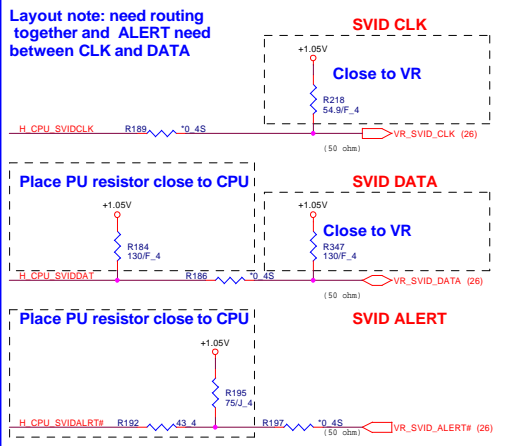 Layout note: need routing
together and ALERT need
between CLK and DATA
SVID CLK
+1.05V
Close to VR
R218
54.9/F_4
H_CPU_SVIDCLK R189 *0_4S VR_SVID_CLK (26)
(50 ohm)
Place PU resistor close to CPU SVID DATA
+1.05V +1.05V
Close to VR
R184 R347
130/F_4 130/F_4
H_CPU_SVIDDAT R186 *0_4S VR_SVID_DATA (26)
(50 ohm)
Place PU resistor close to CPU SVID ALERT
+1.05V
R195
75/J_4
H_CPU_SVIDALRT# R192 43_4 R197 *0_4S VR_SVID_ALERT# (26)
(50 ohm)